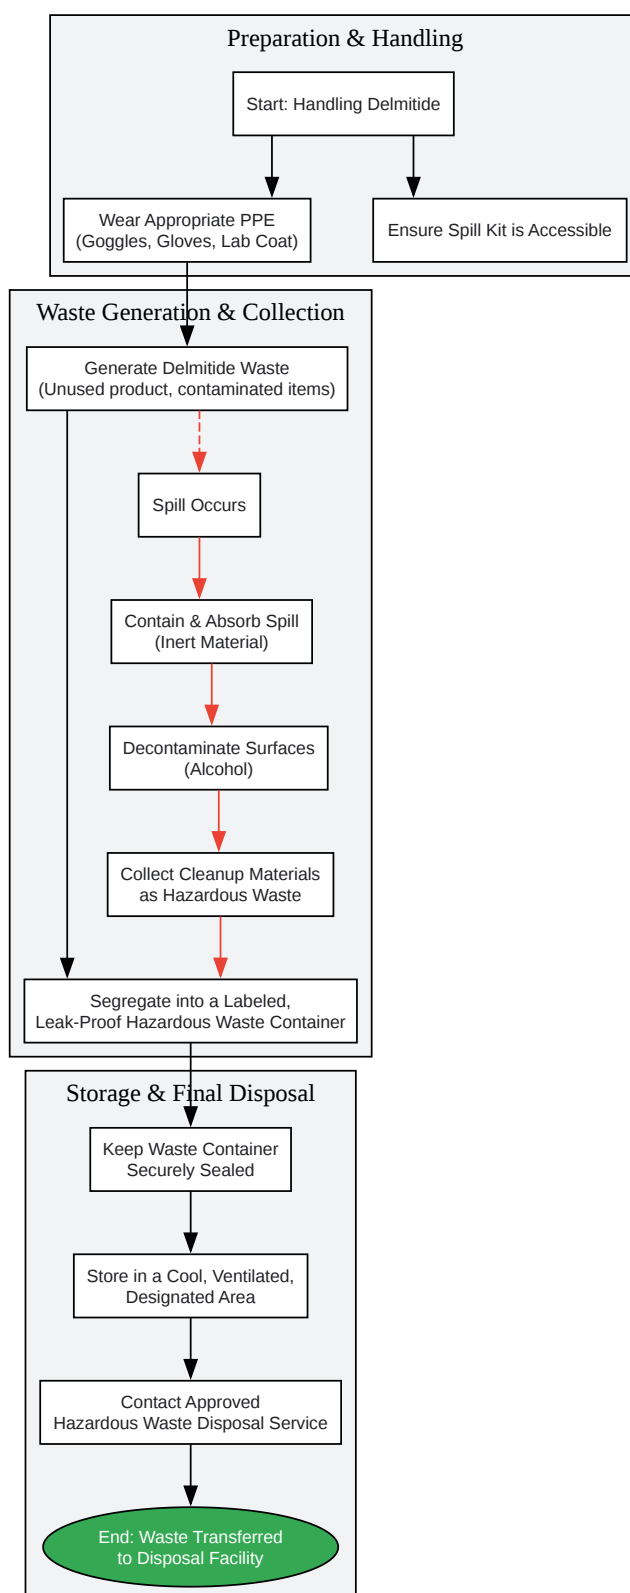 Preparation & Handling
Start: Handling Delmitide
Wear Appropriate PPE
(Goggles, Gloves, Lab Coat)
Ensure Spill Kit is Accessible
Waste Generation & Collection
Generate Delmitide Waste
(Unused product, contaminated items)
Spill Occurs
Contain & Absorb Spill
(Inert Material)
Decontaminate Surfaces
(Alcohol)
Collect Cleanup Materials
as Hazardous Waste
Segregate into a Labeled,
Leak-Proof Hazardous Waste Container
Storage & Final Disposal
Keep Waste Container
Securely Sealed
Store in a Cool, Ventilated,
Designated Area
Contact Approved
Hazardous Waste Disposal Service
End: Waste Transferred
to Disposal Facility